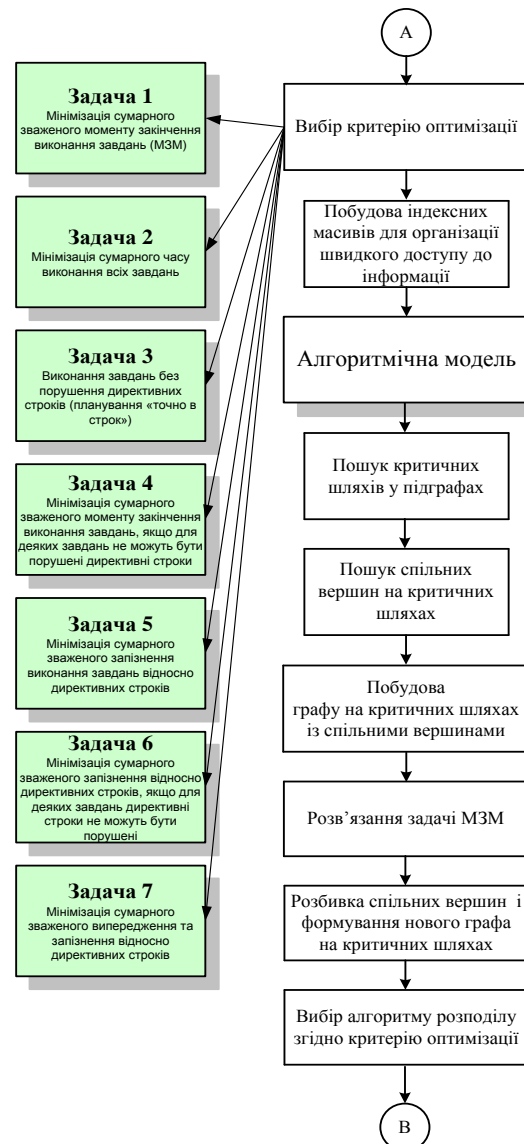 А
Задача 1
Мінімізація сумарного
зваженого моменту закінчення
виконання завдань (МЗМ)
Задача 2
Мінімізація сумарного часу
виконання всіх завдань
Задача 3
Виконання завдань без
порушення директивних
строків (планування «точно в
строк»)
Задача 4
Мінімізація сумарного
зваженого моменту закінчення
виконання завдань, якщо для
деяких завдань не можуть бути
порушені директивні строки
Задача 5
Мінімізація сумарного
зваженого запізнення
виконання завдань відносно
директивних строків
Задача 6
Мінімізація сумарного
зваженого запізнення відносно
директивних строків, якщо для
деяких завдань директивні
строки не можуть бути
порушені
Задача 7
Мінімізація сумарного
зваженого випередження та
запізнення відносно
директивних строків
Вибір критерію оптимізації
Побудова індексних
масивів для організації
швидкого доступу до
інформації
Алгоритмічна модель
Пошук критичних
шляхів у підграфах
Пошук спільних
вершин на критичних
шляхах
Побудова
графу на критичних шляхах
із спільними вершинами
Розв’язання задачі МЗМ
Розбивка спільних вершин і
формування нового графа
на критичних шляхах
Вибір алгоритму розподілу
згідно критерію оптимізації
В